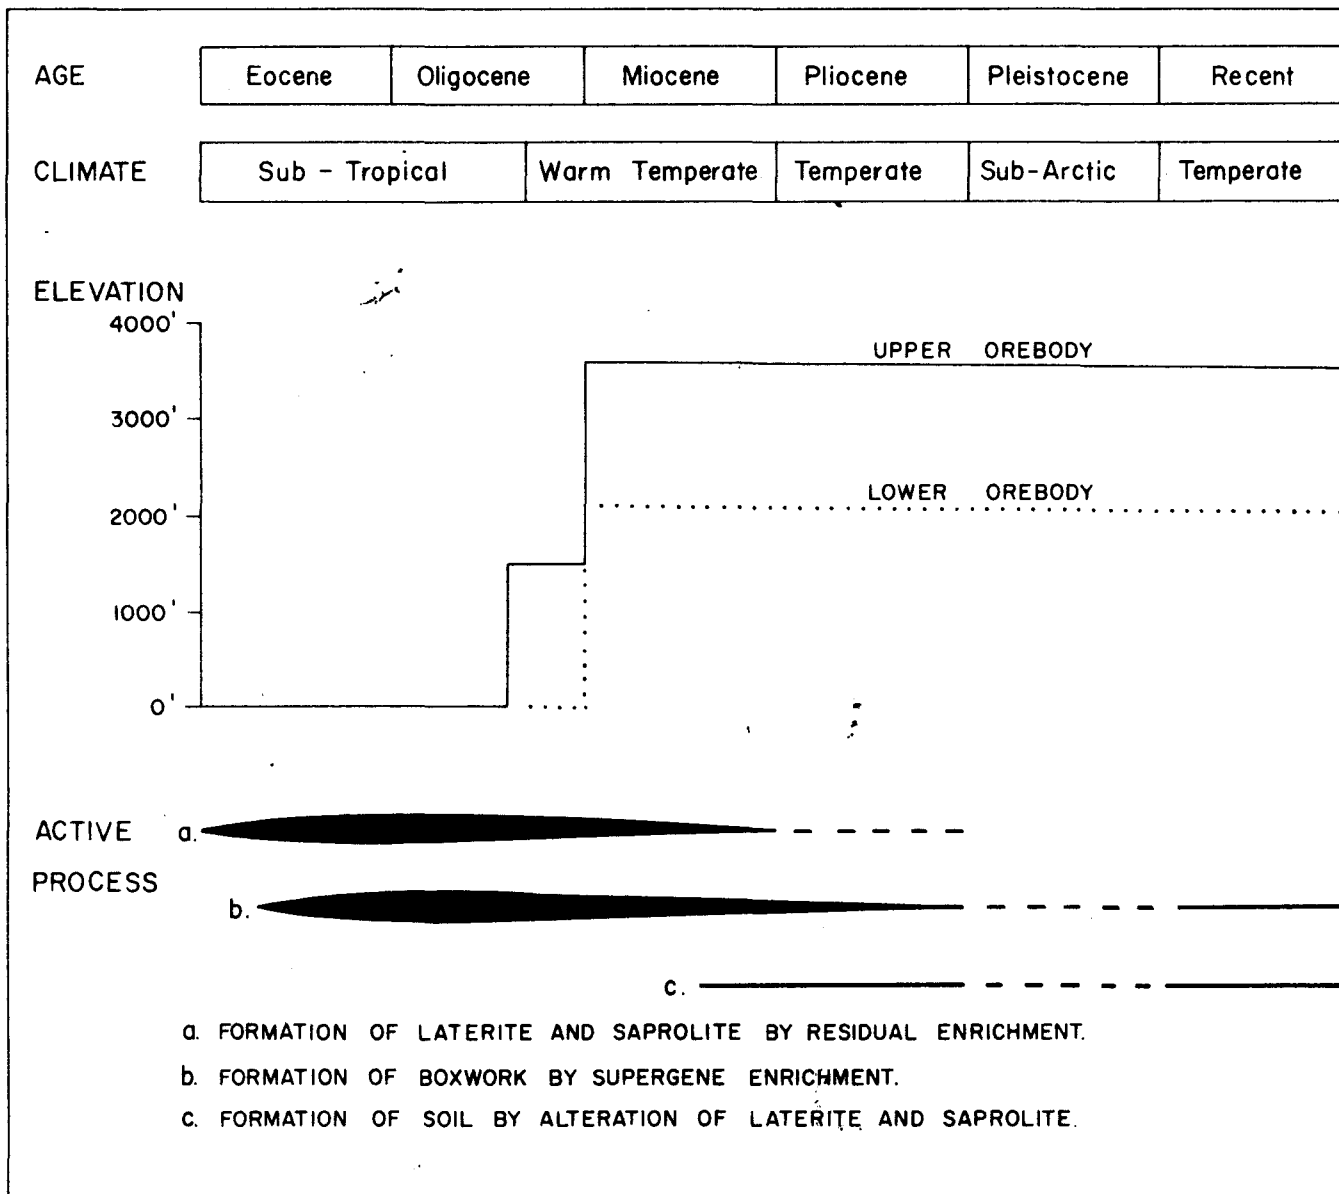 AGE Eocene Oligocene Miocene Pliocene Pleistocene Recent
CLIMATE Sub - Tropical Warm Temperate Temperate Sub-Arctic Temperate
ELEVATION
4000'
UPPER OREBODY
3000'
LOWER OREBODY
2000'
1000'
0'
ACTIVE a.
PROCESS
b.
c.
a. FORMATION OF LATERITE AND SAPROLITE BY RESIDUAL ENRICHMENT.
b. FORMATION OF BOXWORK BY SUPERGENE ENRICHMENT.
c. FORMATION OF SOIL BY ALTERATION OF LATERITE AND SAPROLITE.